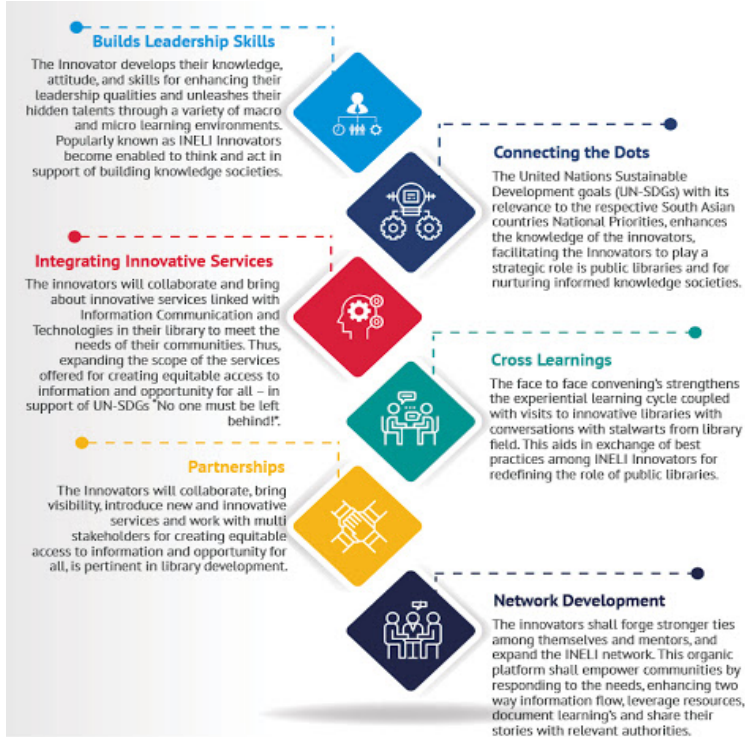 Builds Leadership Skills
The Innovator develops their knowledge,
attitude, and skills for enhancing their
leadership qualities and unleashes their
hidden talents through a variety of macro
and micro learning environments.
Popularly known as INELI Innovators
become enabled to think and act in
support of building knowledge societies.
Connecting the Dots
The United Nations Sustainable
Development goals (UN-SDGs) with its
relevance to the respective South Asian
countries National Priorities, enhances
the knowledge of the innovators,
facilitating the Innovators to play a
strategic role is public libraries and for
nurturing informed knowledge societies.
Integrating Innovative Services
The innovators will collaborate and bring
about innovative services linked with
Information Communication and
Technologies in their library to meet the
needs of their communities. Thus,
expanding the scope of the services
offered for creating equitable access to
information and opportunity for all – in
support of UN-SDGs "No one must be left
behind!".
Cross Learnings
The face to face convening's strengthens
the experiential learning cycle coupled
with visits to innovative libraries with
conversations with stalwarts from library
field. This aids in exchange of best
practices among INELI Innovators for
redefining the role of public libraries.
Partnerships
The Innovators will collaborate, bring
visibility, introduce new and innovative
services and work with multi
stakeholders for creating equitable
access to information and opportunity for
all, is pertinent in library development.
Network Development
The innovators shall forge stronger ties
among themselves and mentors, and
expand the INELI network. This organic
platform shall empower communities by
responding to the needs, enhancing two
way information flow, leverage resources,
document learning's and share their
stories with relevant authorities.